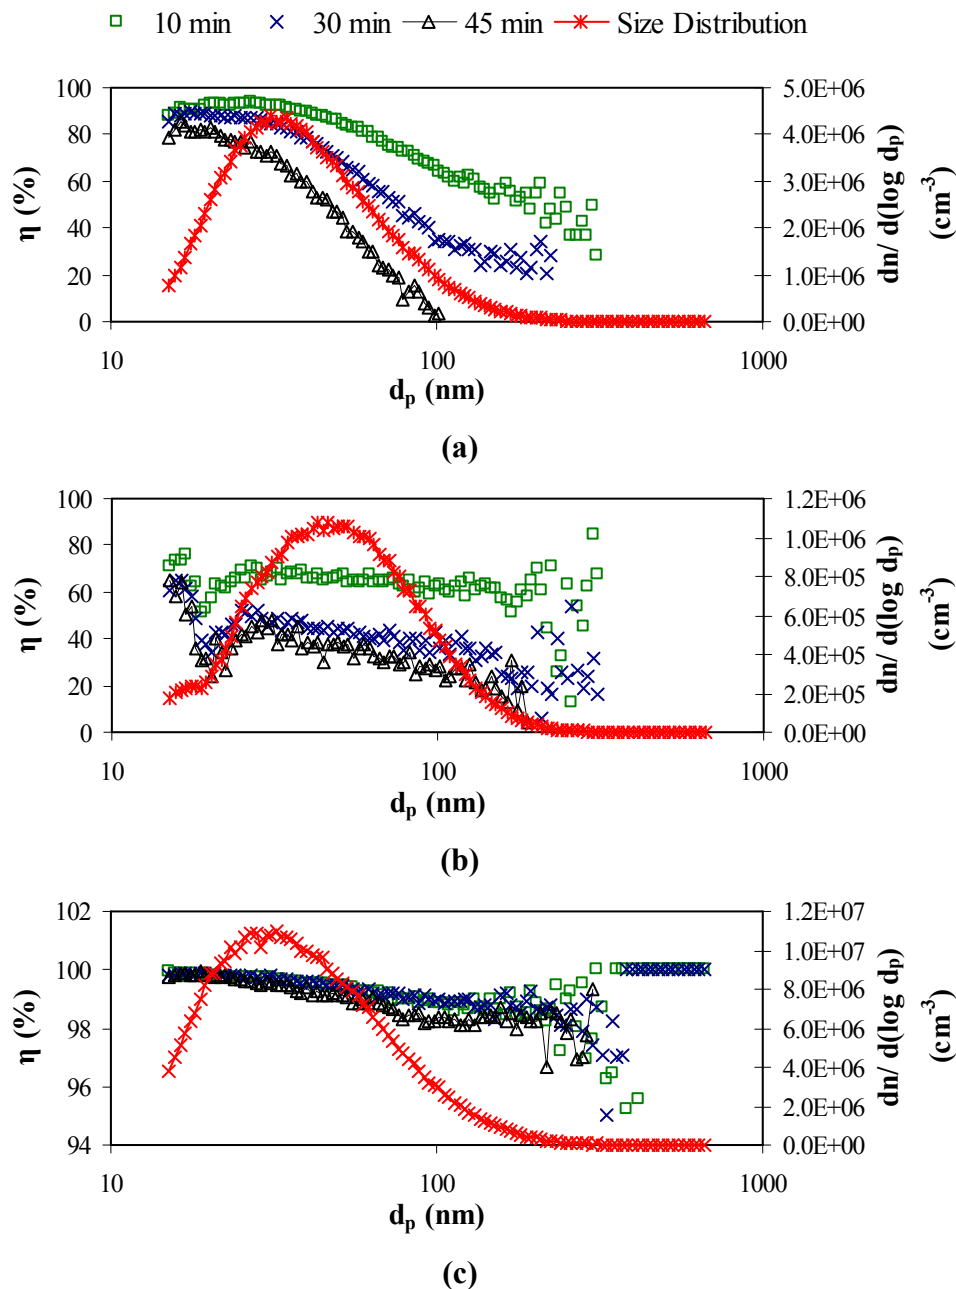 10 min 30 min 45 min Size Distribution
100 5.0E+06
80 4.0E+06
60 3.0E+06
40 2.0E+06
20 1.0E+06
0 0.0E+00
η (%)
dn/ d(log dp)
(cm-3)
10 100 1000
dp (nm)
(a)
100 1.2E+06
80 1.0E+06
60 8.0E+05
40 6.0E+05
20 4.0E+05
0 2.0E+05
0.0E+00
η (%)
dn/ d(log dp)
(cm-3)
10 100 1000
dp (nm)
(b)
102 1.2E+07
100 1.0E+07
98 8.0E+06
96 6.0E+06
94 4.0E+06
2.0E+06
0.0E+00
η (%)
dn/ d(log dp)
(cm-3)
10 100 1000
dp (nm)
(c)